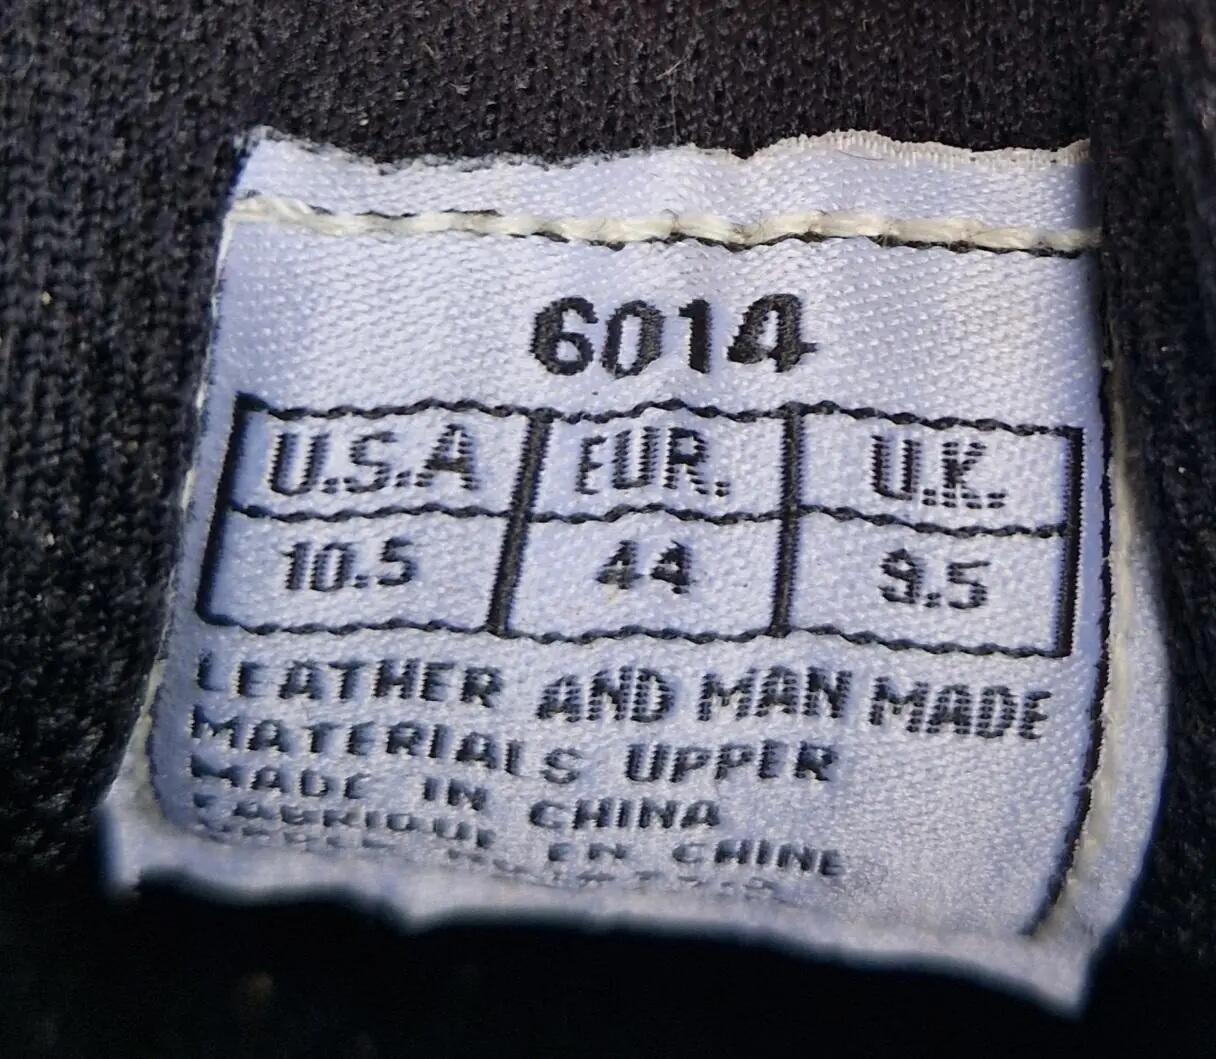 6014
U.S.A EUR. U.K.
10.5 44 9.5
LEATHER AND MAN MADE
MATERIALS UPPER
MADE IN CHINA
FABRIQUE EN CHINE